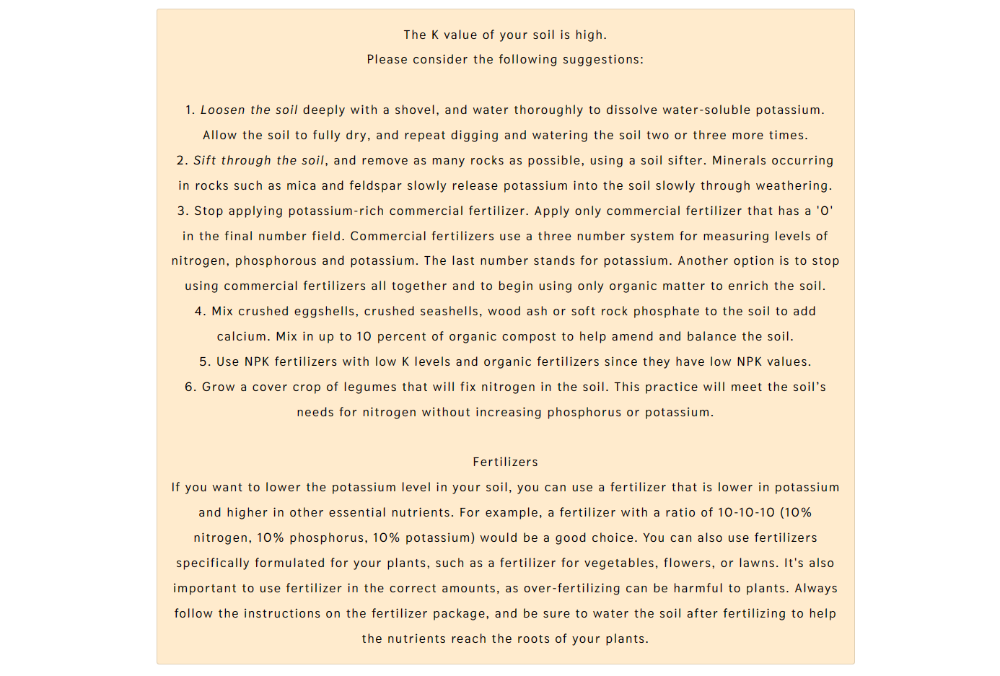 The K value of your soil is high.
Please consider the following suggestions:
1. Loosen the soil deeply with a shovel, and water thoroughly to dissolve water-soluble potassium.
Allow the soil to fully dry, and repeat digging and watering the soil two or three more times.
2. Sift through the soil, and remove as many rocks as possible, using a soil sifter. Minerals occurring
in rocks such as mica and feldspar slowly release potassium into the soil slowly through weathering.
3. Stop applying potassium-rich commercial fertilizer. Apply only commercial fertilizer that has a '0'
in the final number field. Commercial fertilizers use a three number system for measuring levels of
nitrogen, phosphorous and potassium. The last number stands for potassium. Another option is to stop
using commercial fertilizers all together and to begin using only organic matter to enrich the soil.
4. Mix crushed eggshells, crushed seashells, wood ash or soft rock phosphate to the soil to add
calcium. Mix in up to 10 percent of organic compost to help amend and balance the soil.
5. Use NPK fertilizers with low K levels and organic fertilizers since they have low NPK values.
6. Grow a cover crop of legumes that will fix nitrogen in the soil. This practice will meet the soil’s
needs for nitrogen without increasing phosphorus or potassium.
Fertilizers
If you want to lower the potassium level in your soil, you can use a fertilizer that is lower in potassium
and higher in other essential nutrients. For example, a fertilizer with a ratio of 10-10-10 (10%
nitrogen, 10% phosphorus, 10% potassium) would be a good choice. You can also use fertilizers
specifically formulated for your plants, such as a fertilizer for vegetables, flowers, or lawns. It's also
important to use fertilizer in the correct amounts, as over-fertilizing can be harmful to plants. Always
follow the instructions on the fertilizer package, and be sure to water the soil after fertilizing to help
the nutrients reach the roots of your plants.